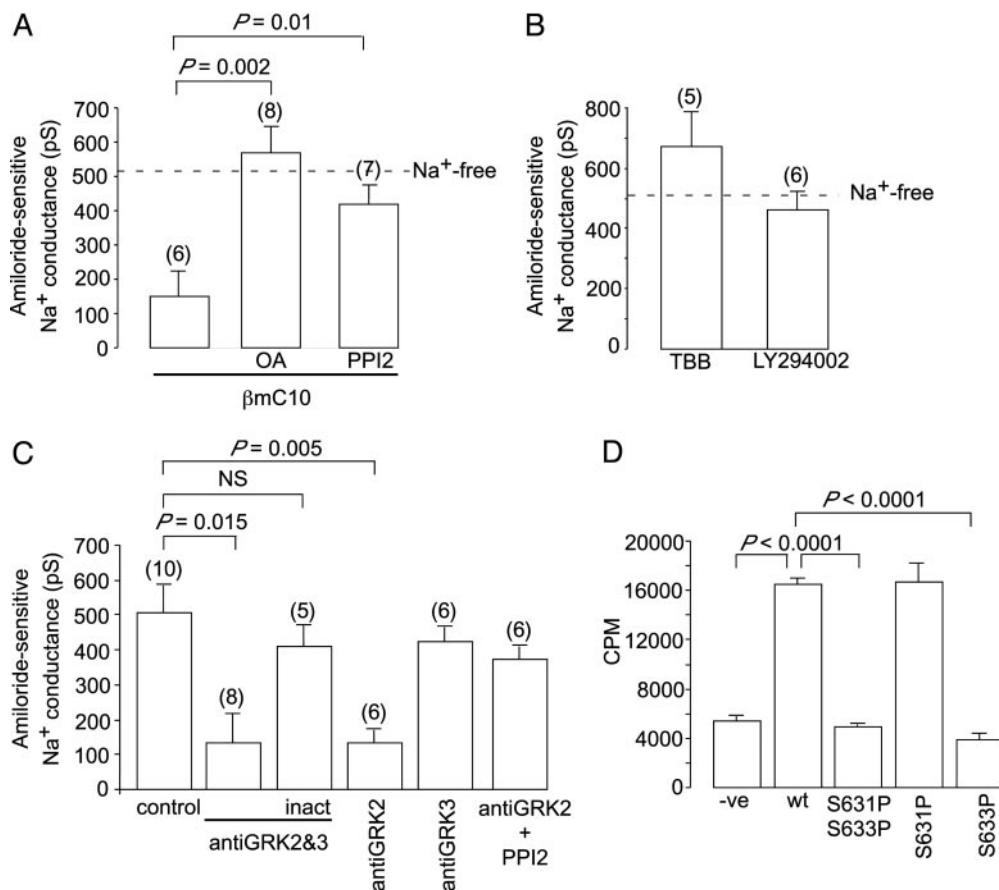 A
P = 0.01
P = 0.002
Amiloride-sensitive
Na+ conductance (pS)
700
600
500
400
300
200
100
0
(6)
(8)
(7)
Na+-free
OA
PPI2
βmC10
B
Amiloride-sensitive
Na+ conductance (pS)
800
600
400
200
0
(5)
(6)
Na+-free
TBB
LY294002
C
P = 0.005
NS
P = 0.015
Amiloride-sensitive
Na+ conductance (pS)
700
600
500
400
300
200
100
0
(10)
(8)
(5)
(6)
(6)
(6)
control
inact
antiGRK2&3
antiGRK2
antiGRK3
antiGRK2
+
PPI2
D
P < 0.0001
P < 0.0001
CPM
20000
16000
12000
8000
4000
0
-ve
wt
S631P
S633P
S631P
S633P